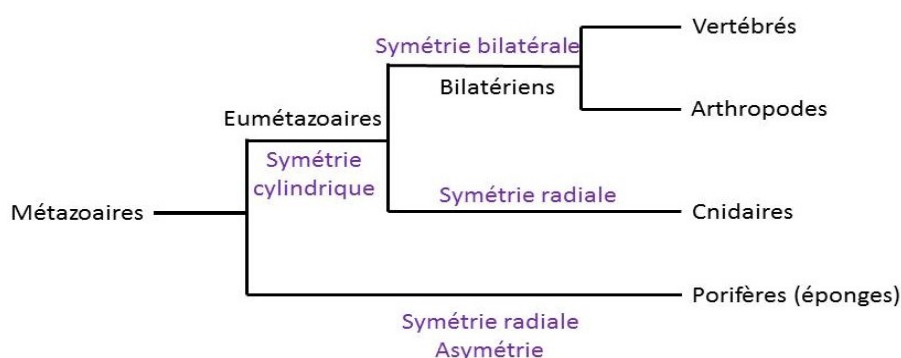 Vertébrés
Symétrie bilatérale
Bilatériens
Arthropodes
Eumétazoaires
Symétrie
cylindrique
Symétrie radiale
Métazoaires
Cnidaires
Porifères (éponges)
Symétrie radiale
Asymétrie